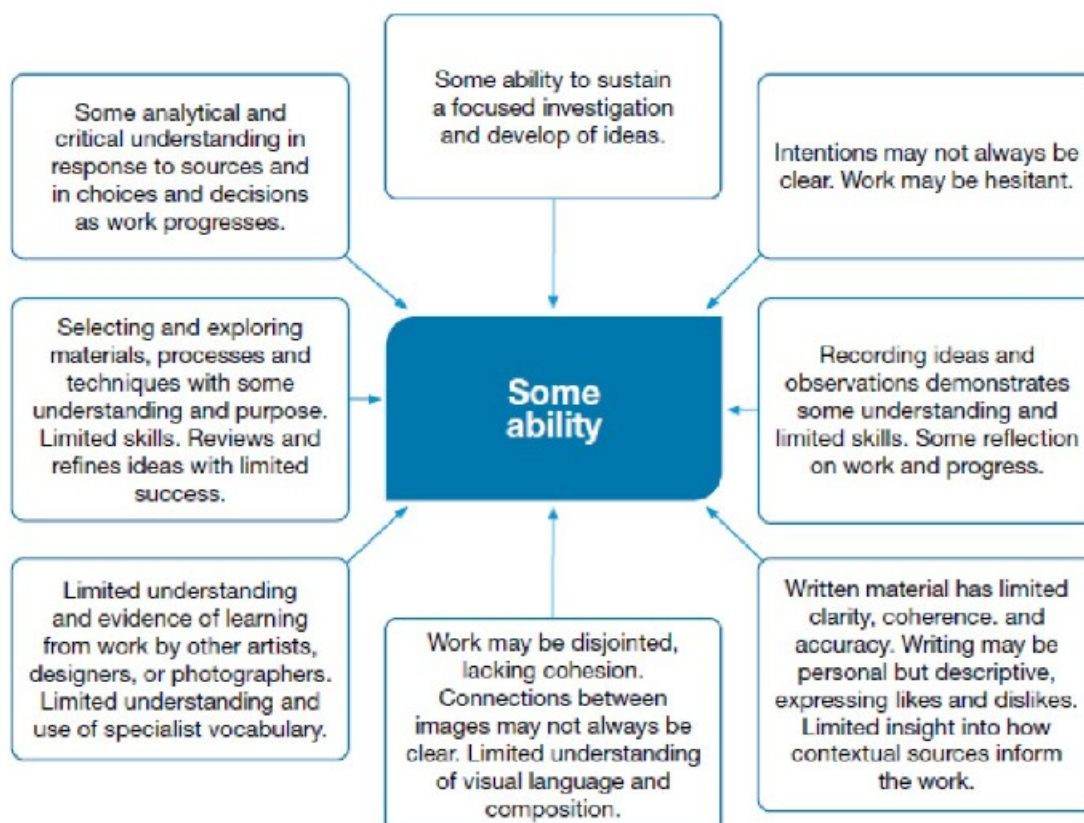 Some analytical and
critical understanding in
response to sources and
in choices and decisions
as work progresses.
Some ability to sustain
a focused investigation
and develop of ideas.
Intentions may not always be
clear. Work may be hesitant.
Selecting and exploring
materials, processes and
techniques with some
understanding and purpose.
Limited skills. Reviews and
refines ideas with limited
success.
Some
ability
Recording ideas and
observations demonstrates
some understanding and
limited skills. Some reflection
on work and progress.
Limited understanding
and evidence of learning
from work by other artists,
designers, or photographers.
Limited understanding and
use of specialist vocabulary.
Work may be disjointed,
lacking cohesion.
Connections between
images may not always be
clear. Limited understanding
of visual language and
composition.
Written material has limited
clarity, coherence. and
accuracy. Writing may be
personal but descriptive,
expressing likes and dislikes.
Limited insight into how
contextual sources inform
the work.